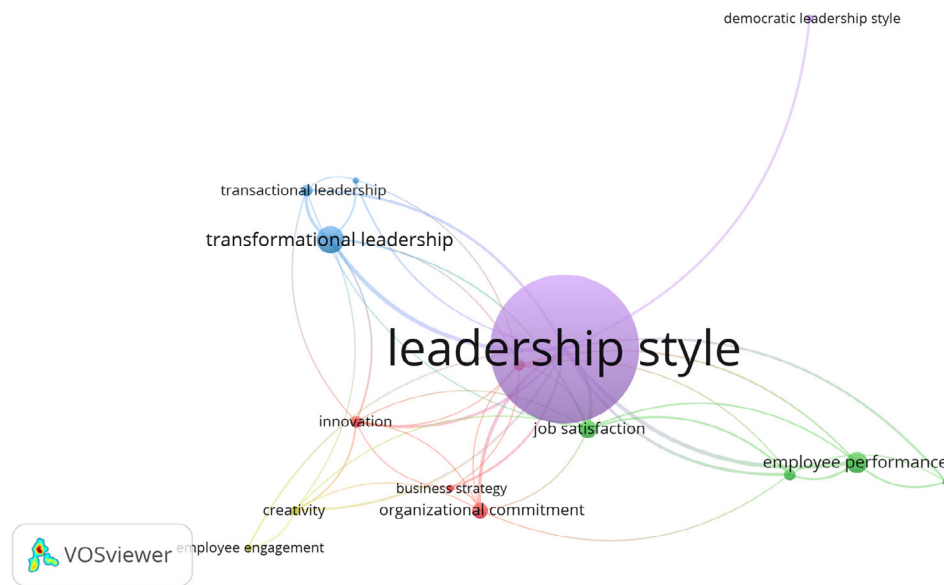 democratic leadership style
transactional leadership
transformational leadership
leadership style
innovation
job satisfaction
employee performance
business strategy
creativity
organizational commitment
employee engagement
VOSviewer